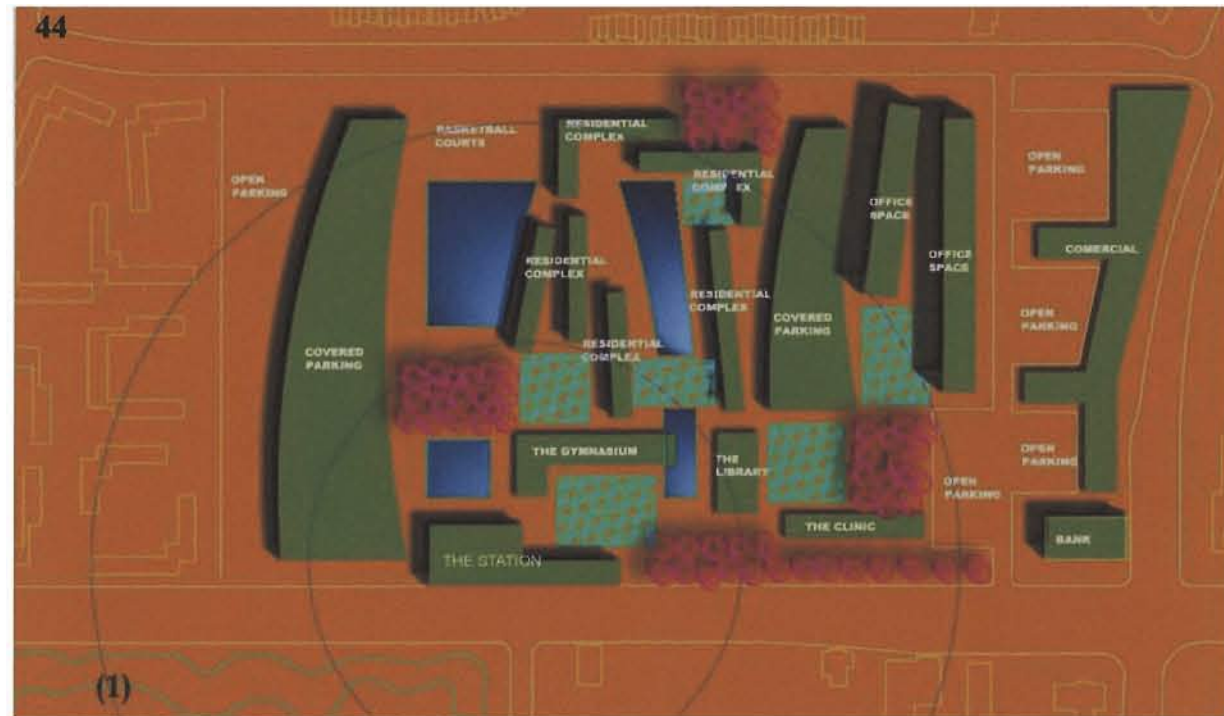 44
BASKETBALL
COURTS
RESIDENTIAL
COMPLEX
OPEN
PARKING
RESIDENTIAL
COMPLEX
OFFICE
SPACE
OPEN
PARKING
RESIDENTIAL
COMPLEX
OFFICE
SPACE
COMERCIAL
RESIDENTIAL
COMPLEX
COVERED
PARKING
OPEN
PARKING
COVERED
PARKING
RESIDENTIAL
COMPLEX
THE GYMNASIUM
THE
LIBRARY
OPEN
PARKING
OPEN
PARKING
THE STATION
THE CLINIC
BANK
(1)